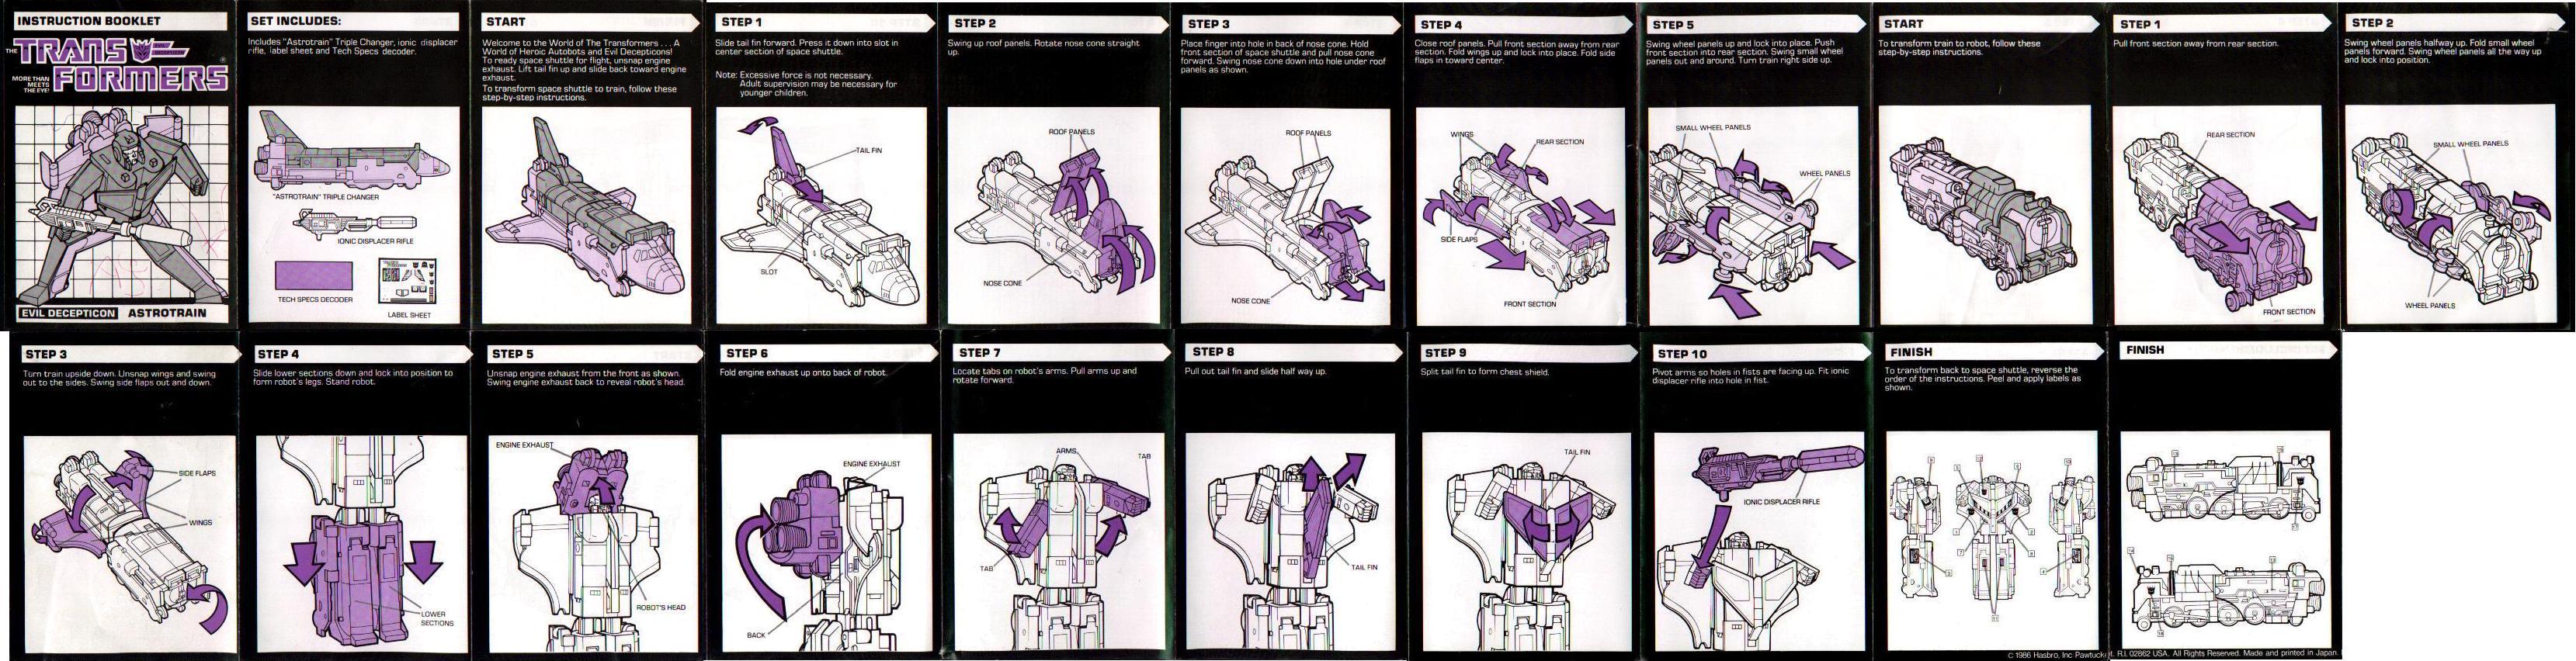 INSTRUCTION BOOKLET
THE TRANSFORMERS
EVIL DECEPTICON
MORE THAN
MEETS
THE EYE!
®
EVIL DECEPTICON ASTROTRAIN
SET INCLUDES:
Includes "Astrotrain" Triple Changer, ionic displacer
rifle, label sheet and Tech Specs decoder.
"ASTROTRAIN" TRIPLE CHANGER
IONIC DISPLACER RIFLE
TECH SPECS DECODER
LABEL SHEET
START
Welcome to the World of The Transformers . . . A
World of Heroic Autobots and Evil Decepticons!
To ready space shuttle for flight, unsnap engine
exhaust. Lift tail fin up and slide back toward engine
exhaust.
To transform space shuttle to train, follow these
step-by-step instructions.
STEP 1
Slide tail fin forward. Press it down into slot in
center section of space shuttle.
Note: Excessive force is not necessary.
Adult supervision may be necessary for
younger children.
TAIL FIN
SLOT
STEP 2
Swing up roof panels. Rotate nose cone straight
up.
ROOF PANELS
NOSE CONE
STEP 3
Place finger into hole in back of nose cone. Hold
front section of space shuttle and pull nose cone
forward. Swing nose cone down into hole under roof
panels as shown.
ROOF PANELS
NOSE CONE
STEP 4
Close roof panels. Pull front section away from rear
section. Fold wings up and lock into place. Fold side
flaps in toward center.
WINGS
REAR SECTION
SIDE FLAPS
FRONT SECTION
STEP 5
Swing wheel panels up and lock into place. Push
front section into rear section. Swing small wheel
panels out and around. Turn train right side up.
SMALL WHEEL PANELS
WHEEL PANELS
START
To transform train to robot, follow these
step-by-step instructions.
STEP 1
Pull front section away from rear section.
REAR SECTION
FRONT SECTION
STEP 2
Swing wheel panels halfway up. Fold small wheel
panels forward. Swing wheel panels all the way up
and lock into position.
SMALL WHEEL PANELS
WHEEL PANELS
STEP 3
Turn train upside down. Unsnap wings and swing
out to the sides. Swing side flaps out and down.
SIDE FLAPS
WINGS
STEP 4
Slide lower sections down and lock into position to
form robot's legs. Stand robot.
LOWER
SECTIONS
STEP 5
Unsnap engine exhaust from the front as shown.
Swing engine exhaust back to reveal robot's head.
ENGINE EXHAUST
ROBOT'S HEAD
STEP 6
Fold engine exhaust up onto back of robot.
ENGINE EXHAUST
BACK
STEP 7
Locate tabs on robot's arms. Pull arms up and
rotate forward.
ARMS
TAB
TAB
STEP 8
Pull out tail fin and slide half way up.
TAIL FIN
STEP 9
Split tail fin to form chest shield.
TAIL FIN
STEP 10
Pivot arms so holes in fists are facing up. Fit ionic
displacer rifle into hole in fist.
IONIC DISPLACER RIFLE
FINISH
To transform back to space shuttle, reverse the
order of the instructions. Peel and apply labels as
shown.
FINISH
© 1986 Hasbro, Inc Pawtucket. R.I. 02862 USA. All Rights Reserved. Made and printed in Japan.